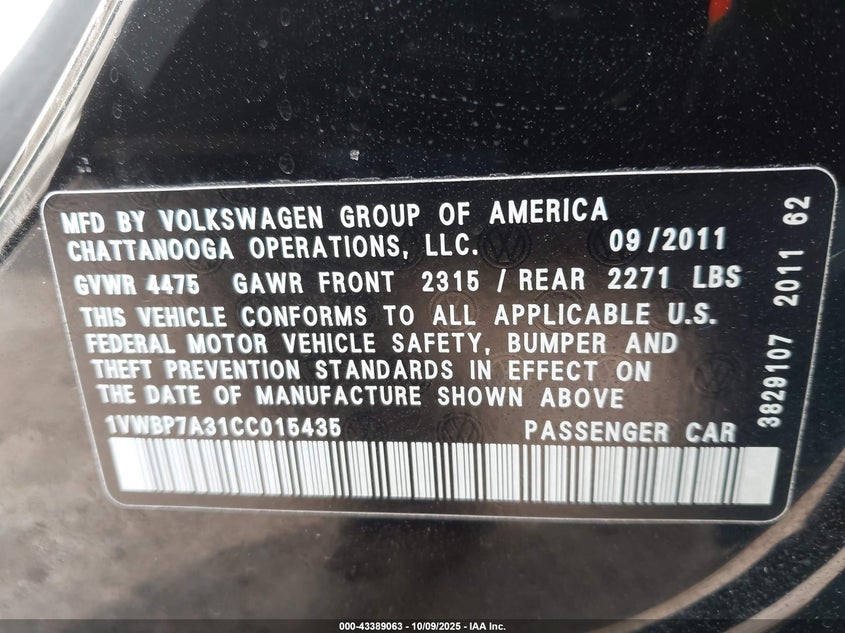 MFD BY VOLKSWAGEN GROUP OF AMERICA
CHATTANOOGA OPERATIONS, LLC. 09/2011
GVWR 4475 GAWR FRONT 2315 / REAR 2271 LBS
THIS VEHICLE CONFORMS TO ALL APPLICABLE U.S.
FEDERAL MOTOR VEHICLE SAFETY, BUMPER AND
THEFT PREVENTION STANDARDS IN EFFECT ON
THE DATE OF MANUFACTURE SHOWN ABOVE
1VWBP7A31CC015435 PASSENGER CAR
3829107 2011 62
000-43389063 - 10/09/2025 - IAA Inc.